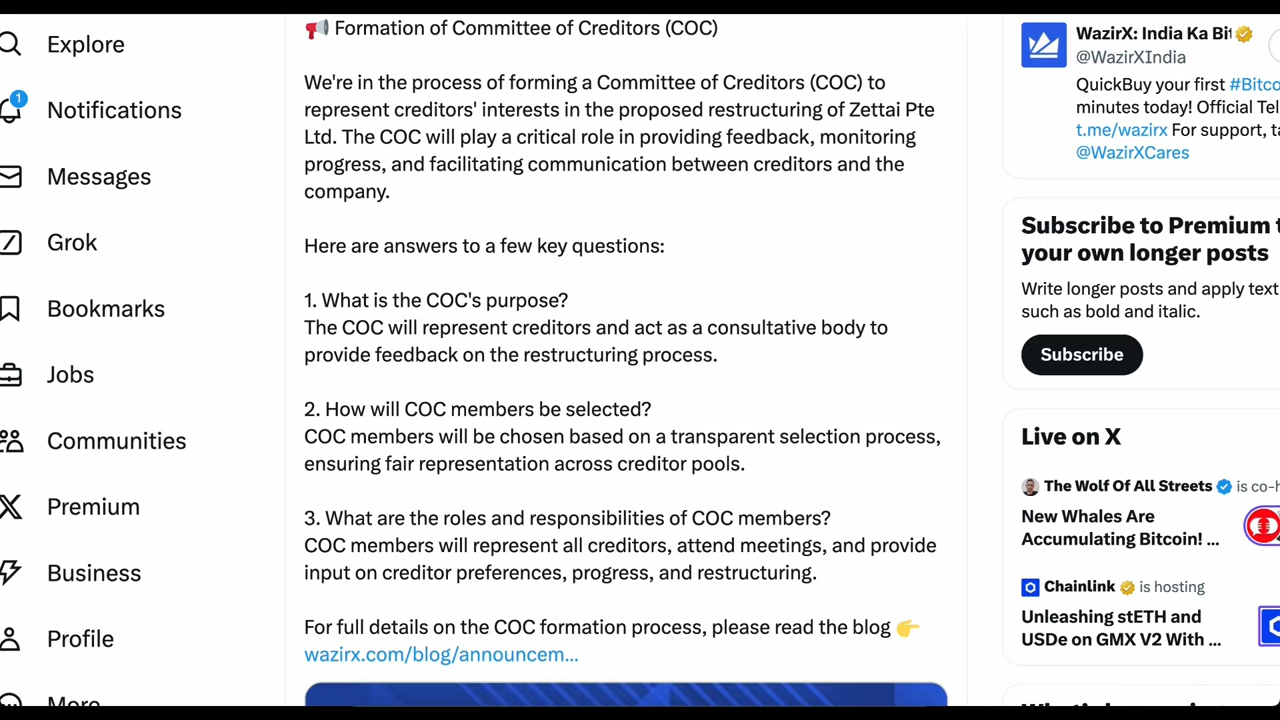 Explore
1
Notifications
Messages
Grok
Bookmarks
Jobs
Communities
Premium
Business
Profile
More
Formation of Committee of Creditors (COC)
We're in the process of forming a Committee of Creditors (COC) to
represent creditors' interests in the proposed restructuring of Zettai Pte
Ltd. The COC will play a critical role in providing feedback, monitoring
progress, and facilitating communication between creditors and the
company.
Here are answers to a few key questions:
1. What is the COC's purpose?
The COC will represent creditors and act as a consultative body to
provide feedback on the restructuring process.
2. How will COC members be selected?
COC members will be chosen based on a transparent selection process,
ensuring fair representation across creditor pools.
3. What are the roles and responsibilities of COC members?
COC members will represent all creditors, attend meetings, and provide
input on creditor preferences, progress, and restructuring.
For full details on the COC formation process, please read the blog 👉
wazirx.com/blog/announcem...
WazirX: India Ka Bit
@WazirXIndia
QuickBuy your first #Bitco
minutes today! Official Tel
t.me/wazirx For support, ta
@WazirXCares
Subscribe to Premium t
your own longer posts
Write longer posts and apply text
such as bold and italic.
Subscribe
Live on X
The Wolf Of All Streets is co-h
New Whales Are
Accumulating Bitcoin! ...
Chainlink is hosting
Unleashing stETH and
USDe on GMX V2 With ...